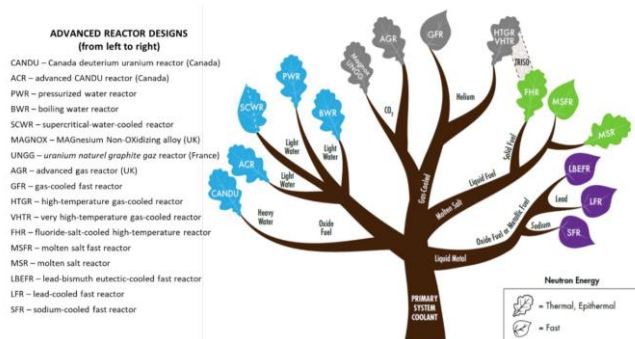 ADVANCED REACTOR DESIGNS
(from left to right)
CANDU – Canada deuterium uranium reactor (Canada)
ACR – advanced CANDU reactor (Canada)
PWR – pressurized water reactor
BWR – boiling water reactor
SCWR – supercritical-water-cooled reactor
MAGNOX – MAGnesium Non-OXidizing alloy (UK)
UNGG – uranium naturel graphite gaz reactor (France)
AGR – advanced gas reactor (UK)
GFR – gas-cooled fast reactor
HTGR – high-temperature gas-cooled reactor
VHTR – very high-temperature gas-cooled reactor
FHR – fluoride-salt-cooled high-temperature reactor
MSFR – molten salt fast reactor
MSR – molten salt reactor
LBEFR – lead-bismuth eutectic-cooled fast reactor
LFR – lead-cooled fast reactor
SFR – sodium-cooled fast reactor
CANDU
ACR
SCWR
PWR
BWR
Magnox
UNGG
AGR
GFR
HTGR
VHTR
TRISO
FHR
MSFR
MSR
LBEFR
LFR
SFR
Heavy
Water
Oxide
Fuel
Light
Water
Light
Water
Light
Water
CO₂
Gas-Cooled
Helium
Solid Fuel
Liquid Fuel
Molten Salt
Oxide Fuel or Metallic Fuel
Lead
Sodium
Liquid Metal
PRIMARY
SYSTEM
COOLANT
Neutron Energy
= Thermal, Epithermal
= Fast